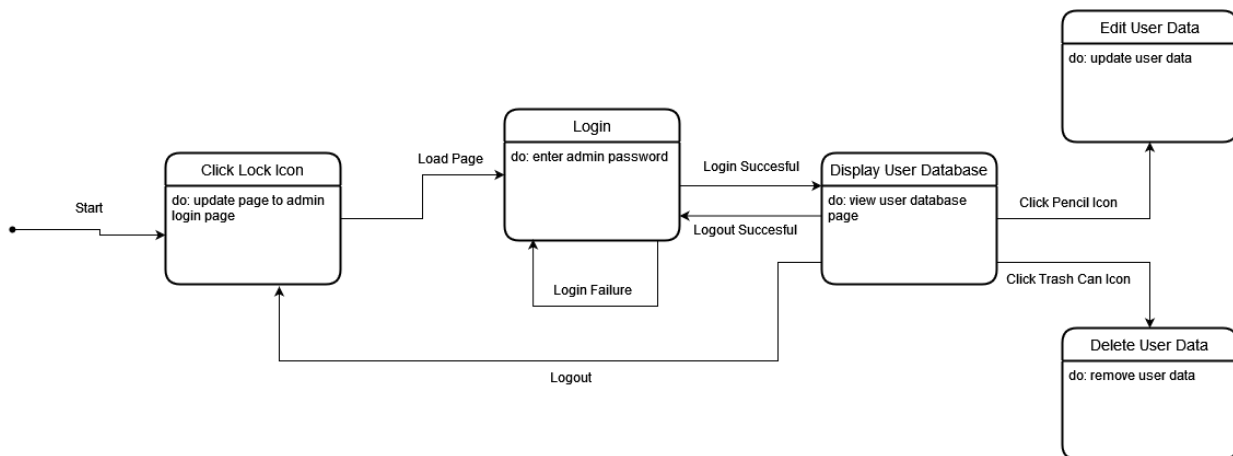 Start
Click Lock Icon
do: update page to admin
login page
Load Page
Login
do: enter admin password
Login Failure
Login Succesful
Logout Succesful
Logout
Display User Database
do: view user database
page
Click Pencil Icon
Edit User Data
do: update user data
Click Trash Can Icon
Delete User Data
do: remove user data